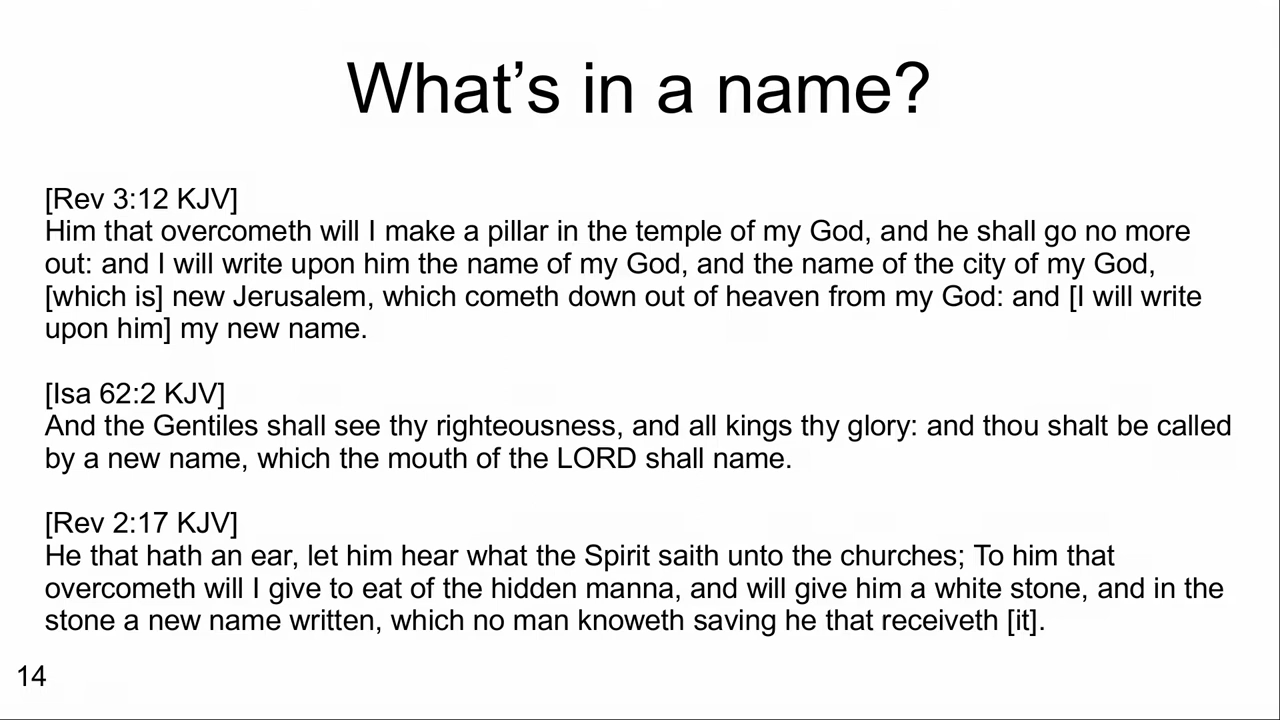 What’s in a name?
[Rev 3:12 KJV]
Him that overcometh will I make a pillar in the temple of my God, and he shall go no more
out: and I will write upon him the name of my God, and the name of the city of my God,
[which is] new Jerusalem, which cometh down out of heaven from my God: and [I will write
upon him] my new name.
[Isa 62:2 KJV]
And the Gentiles shall see thy righteousness, and all kings thy glory: and thou shalt be called
by a new name, which the mouth of the LORD shall name.
[Rev 2:17 KJV]
He that hath an ear, let him hear what the Spirit saith unto the churches; To him that
overcometh will I give to eat of the hidden manna, and will give him a white stone, and in the
stone a new name written, which no man knoweth saving he that receiveth [it].
14